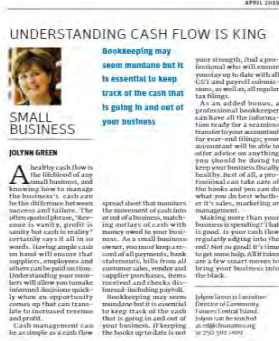 APRIL 2019
UNDERSTANDING CASH FLOW IS KING
SMALL
BUSINESS
Bookkeeping may
seem mundane but it
is essential to keep
track of the cash that
is going in and out of
your business
JOLYNN GREEN
A healthy cash flow is
the lifeblood of any
small business, and
knowing how to manage
the business's cash can
be the difference between
success and failure. The
often quoted phrase, "Rev-
enue is vanity, profit is
sanity but cash is reality"
certainly says it all in so
words. Having ample cash
on hand will ensure that
suppliers, employees and
others can be paid on time.
Understanding your num-
bers will allow you to make
informed decisions quick-
ly when an opportunity
comes up that can trans-
late to increased revenue
and profit.
Cash management can
be as simple as a cash flow
spread sheet that monitors
the movement of cash into
or out of a business, match-
ing outlays of cash with
money owed to your busi-
ness. As a small business
owner, you must keep a re-
cord of all payments, bank
statements, bills from all
customer sales, vendor and
supplier purchases, items
received and checks dis-
bursed-including payroll.
Bookkeeping may seem
mundane but it is essential
to keep track of the cash
that is going in and out of
your business. If keeping
the books up to date is not
your strength, find a pro-
fessional who will ensure
you stay up to date with all
GST and payroll submis-
sions, as well as, all regular
tax filings.
As an added bonus, a
professional bookkeeper
can have all the informa-
tion ready for a seamless
transfer to your accountant
for year-end filings; your
accountant will be able to
offer advice on anything
you should be doing to
keep your business fiscally
healthy. Best of all, a pro-
fessional can take care of
the books and you can do
what you do best wheth-
er it's sales, marketing or
management.
Making more than your
business is spending? That
is good. Is your cash flow
regularly edging into the
red? Not so good! It's time
to get some help. All it takes
are a few smart moves to
bring your business into
the black.
Jolynn Green is Executive
Director of Community
Futures Central Island.
Jolynn can be reached
at
or 250 591